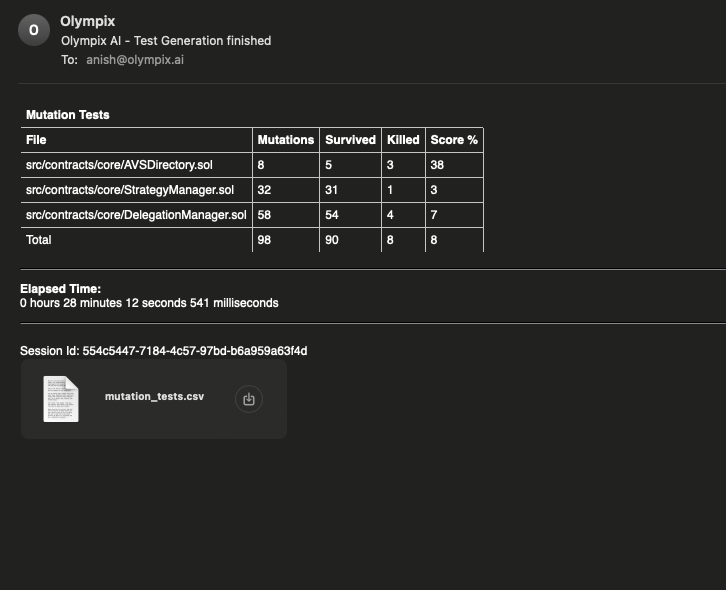 O
Olympix
Olympix AI - Test Generation finished
To: anish@olympix.ai
Mutation Tests
File Mutations Survived Killed Score %
src/contracts/core/AVSDirectory.sol 8 5 3 38
src/contracts/core/StrategyManager.sol 32 31 1 3
src/contracts/core/DelegationManager.sol 58 54 4 7
Total 98 90 8 8
Elapsed Time:
0 hours 28 minutes 12 seconds 541 milliseconds
Session Id: 554c5447-7184-4c57-97bd-b6a959a63f4d
mutation_tests.csv